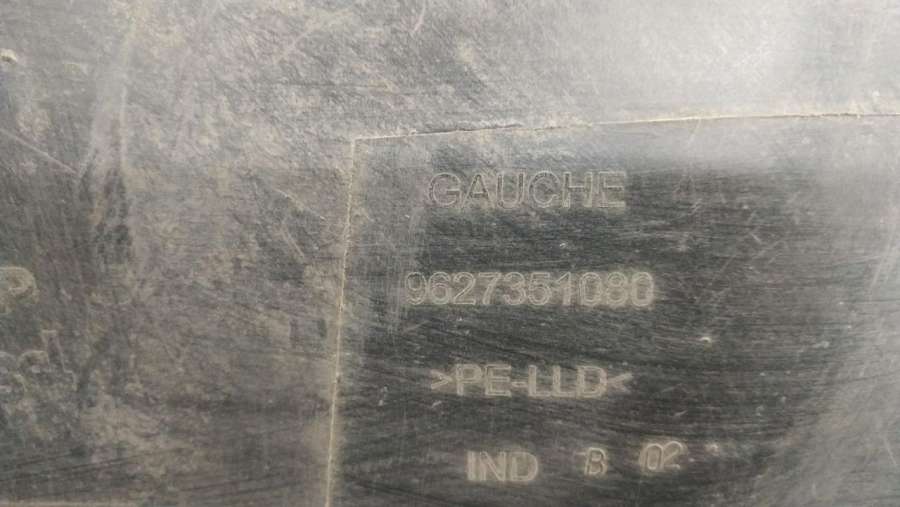 GAUCHE
9627351080
>PE-LLD<
IND B 02